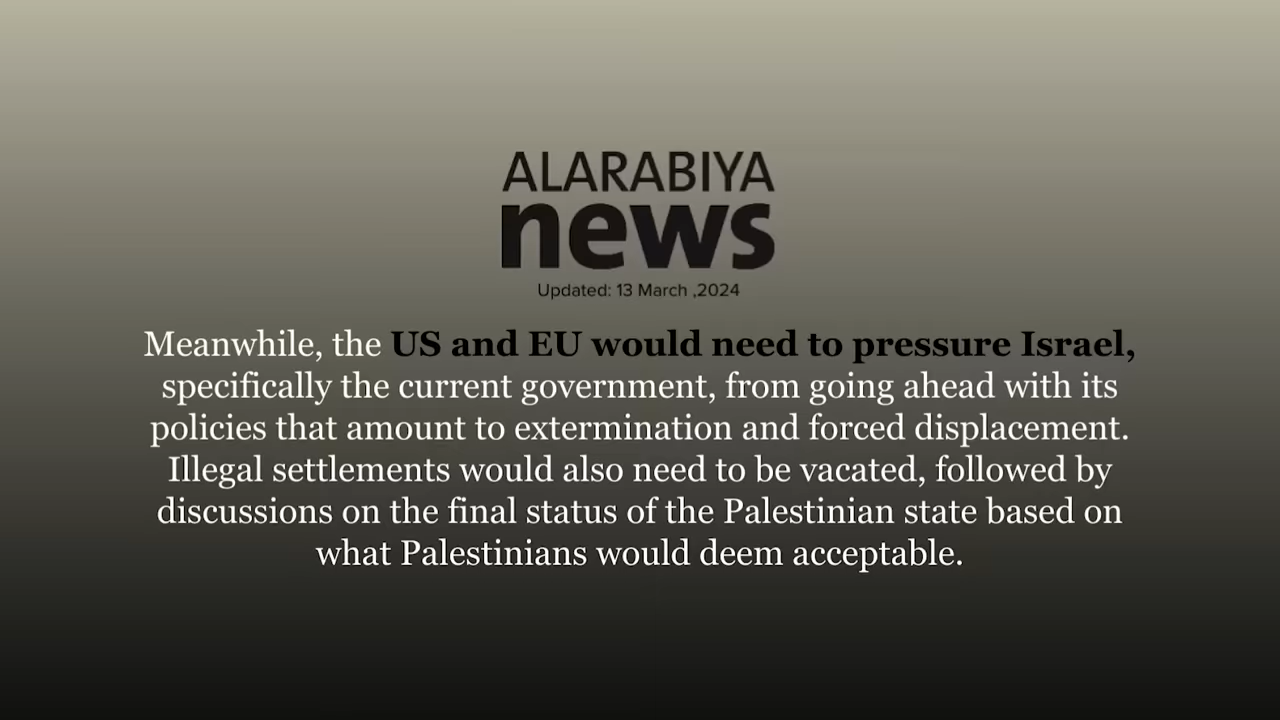 ALARABIYA
news
Updated: 13 March ,2024
Meanwhile, the US and EU would need to pressure Israel,
specifically the current government, from going ahead with its
policies that amount to extermination and forced displacement.
Illegal settlements would also need to be vacated, followed by
discussions on the final status of the Palestinian state based on
what Palestinians would deem acceptable.